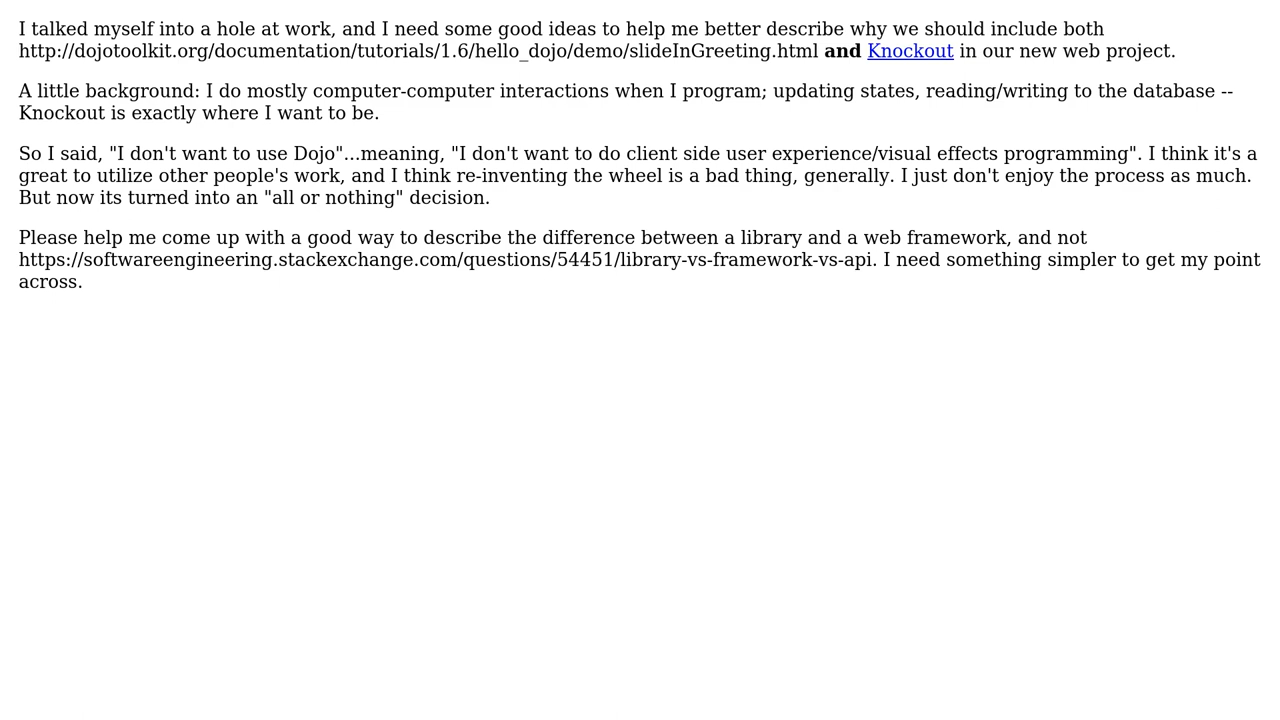 I talked myself into a hole at work, and I need some good ideas to help me better describe why we should include both
http://dojotoolkit.org/documentation/tutorials/1.6/hello_dojo/demo/slideInGreeting.html and Knockout in our new web project.
A little background: I do mostly computer-computer interactions when I program; updating states, reading/writing to the database --
Knockout is exactly where I want to be.
So I said, "I don't want to use Dojo"...meaning, "I don't want to do client side user experience/visual effects programming". I think it's a
great to utilize other people's work, and I think re-inventing the wheel is a bad thing, generally. I just don't enjoy the process as much.
But now its turned into an "all or nothing" decision.
Please help me come up with a good way to describe the difference between a library and a web framework, and not
https://softwareengineering.stackexchange.com/questions/54451/library-vs-framework-vs-api. I need something simpler to get my point
across.